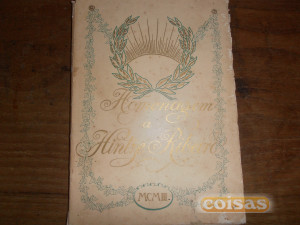 Homenagem
a
Hintze Ribeiro
MCMIII
coisas